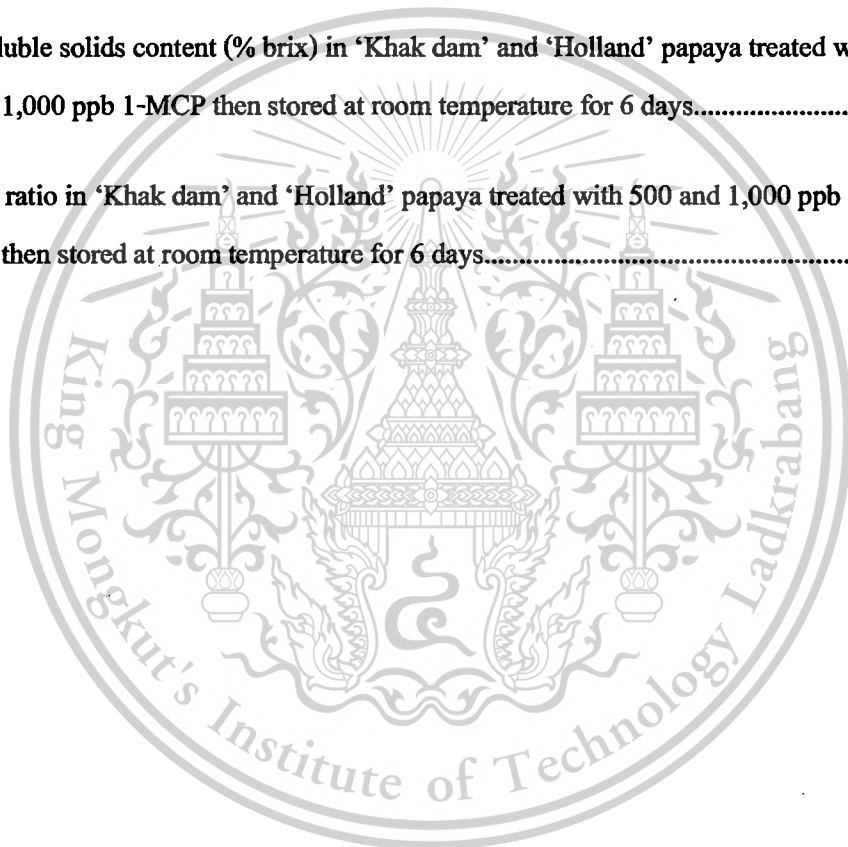 luble solids content (% brix) in ‘Khak dam’ and ‘Holland’ papaya treated w
1,000 ppb 1-MCP then stored at room temperature for 6 days.......................
ratio in ‘Khak dam’ and ‘Holland’ papaya treated with 500 and 1,000 ppb
then stored at room temperature for 6 days.......................................................
King Mongkut's Institute of Technology Ladkrabang